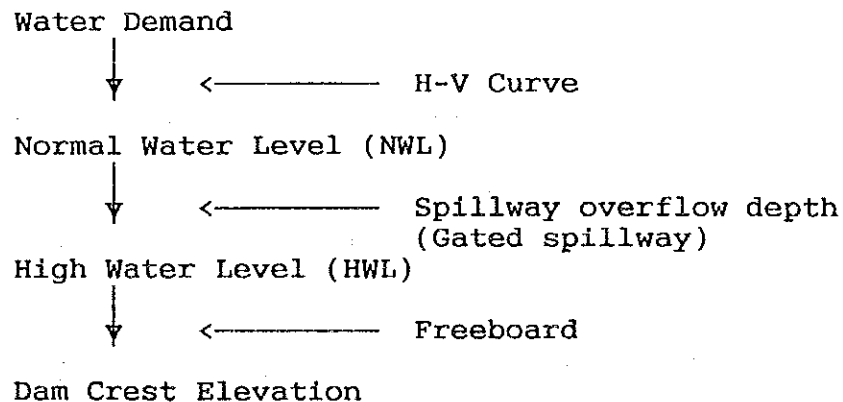 Water Demand
H-V Curve
Normal Water Level (NWL)
Spillway overflow depth
(Gated spillway)
High Water Level (HWL)
Freeboard
Dam Crest Elevation